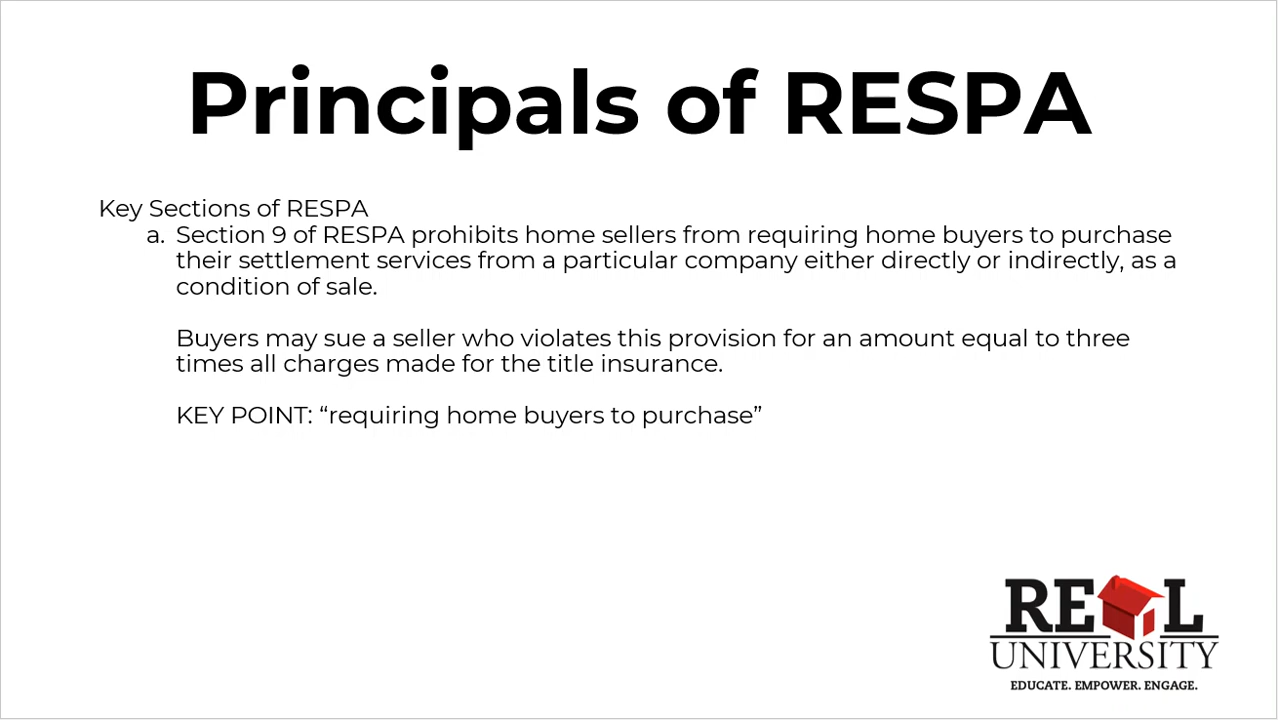 Principals of RESPA
Key Sections of RESPA
a. Section 9 of RESPA prohibits home sellers from requiring home buyers to purchase
their settlement services from a particular company either directly or indirectly, as a
condition of sale.
Buyers may sue a seller who violates this provision for an amount equal to three
times all charges made for the title insurance.
KEY POINT: “requiring home buyers to purchase”
REAL
UNIVERSITY
EDUCATE. EMPOWER. ENGAGE.